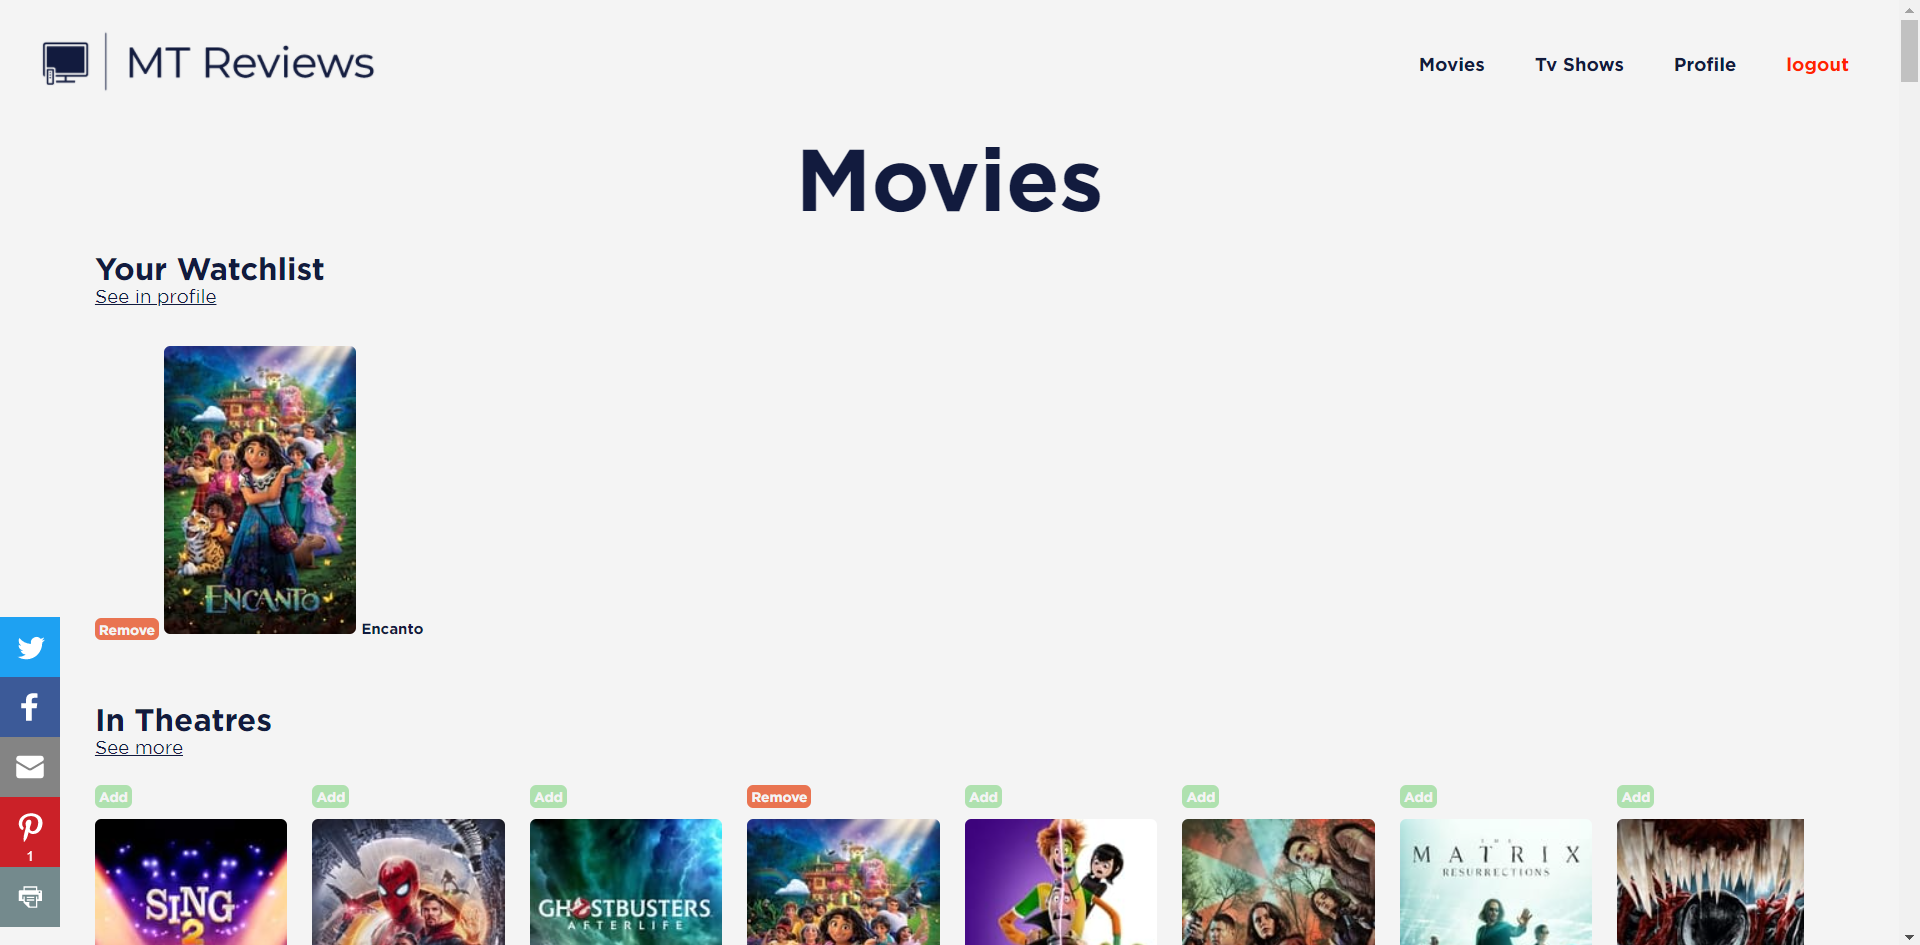 MT Reviews
Movies Tv Shows Profile logout
Movies
Your Watchlist
See in profile
ENCANTO
Remove Encanto
In Theatres
See more
1
Add Add Add Remove Add Add Add Add
SING
2
GHOSTBUSTERS
AFTERLIFE
THE
MATRIX
RESURRECTIONS